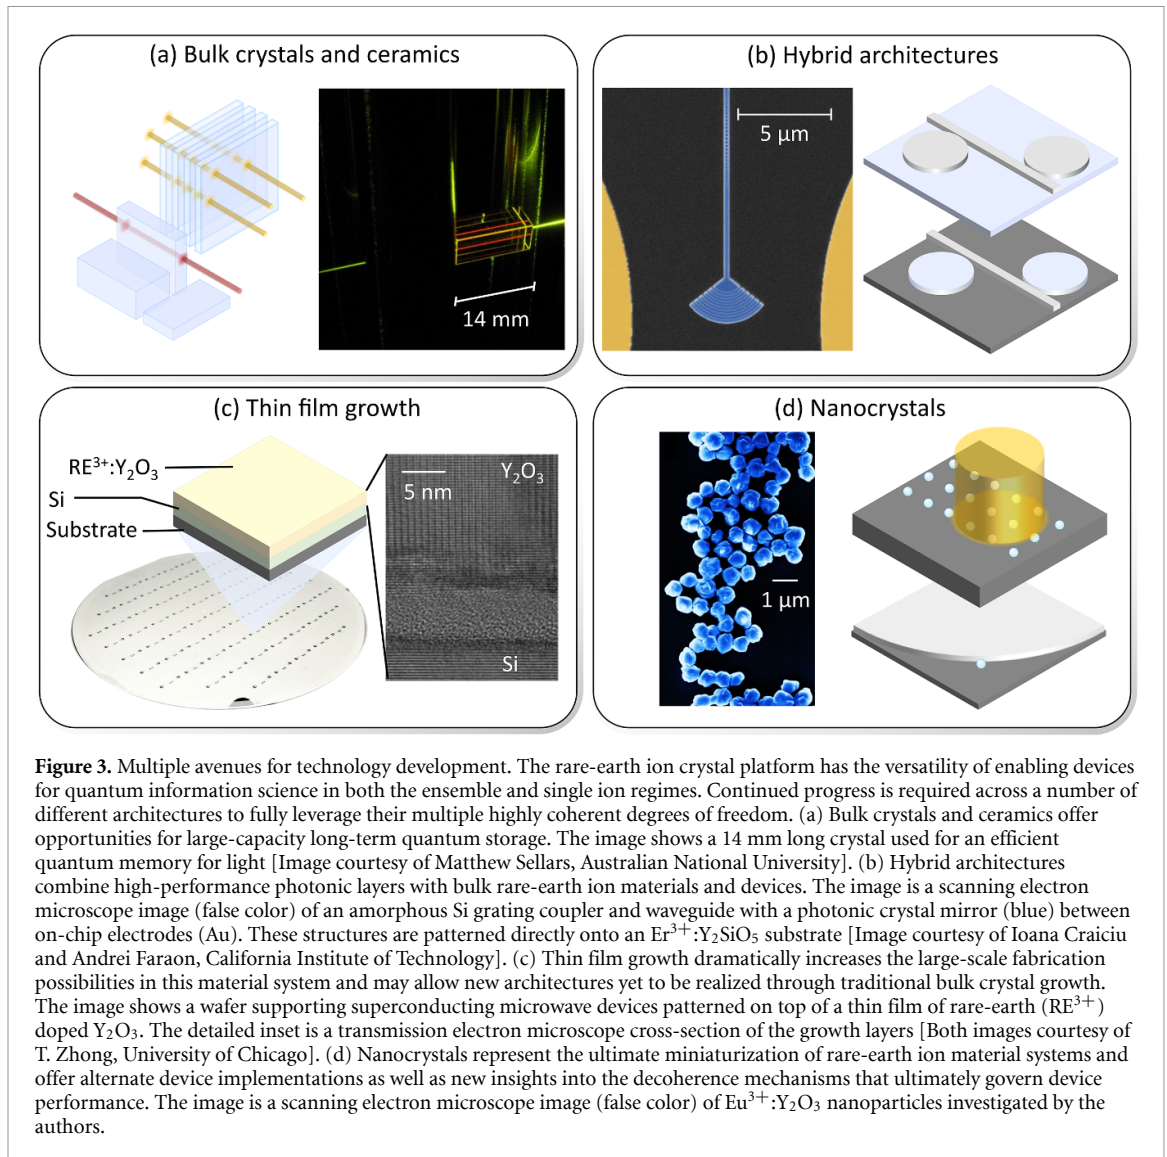 (a) Bulk crystals and ceramics
14 mm
(b) Hybrid architectures
5 µm
(c) Thin film growth
RE³⁺:Y₂O₃
Si
Substrate
Y₂O₃
5 nm
Si
(d) Nanocrystals
1 µm
Figure 3. Multiple avenues for technology development. The rare-earth ion crystal platform has the versatility of enabling devices
for quantum information science in both the ensemble and single ion regimes. Continued progress is required across a number of
different architectures to fully leverage their multiple highly coherent degrees of freedom. (a) Bulk crystals and ceramics offer
opportunities for large-capacity long-term quantum storage. The image shows a 14 mm long crystal used for an efficient
quantum memory for light [Image courtesy of Matthew Sellars, Australian National University]. (b) Hybrid architectures
combine high-performance photonic layers with bulk rare-earth ion materials and devices. The image is a scanning electron
microscope image (false color) of an amorphous Si grating coupler and waveguide with a photonic crystal mirror (blue) between
on-chip electrodes (Au). These structures are patterned directly onto an Er³⁺:Y₂SiO₅ substrate [Image courtesy of Ioana Craiciu
and Andrei Faraon, California Institute of Technology]. (c) Thin film growth dramatically increases the large-scale fabrication
possibilities in this material system and may allow new architectures yet to be realized through traditional bulk crystal growth.
The image shows a wafer supporting superconducting microwave devices patterned on top of a thin film of rare-earth (RE³⁺)
doped Y₂O₃. The detailed inset is a transmission electron microscope cross-section of the growth layers [Both images courtesy of
T. Zhong, University of Chicago]. (d) Nanocrystals represent the ultimate miniaturization of rare-earth ion material systems and
offer alternate device implementations as well as new insights into the decoherence mechanisms that ultimately govern device
performance. The image is a scanning electron microscope image (false color) of Eu³⁺:Y₂O₃ nanoparticles investigated by the
authors.